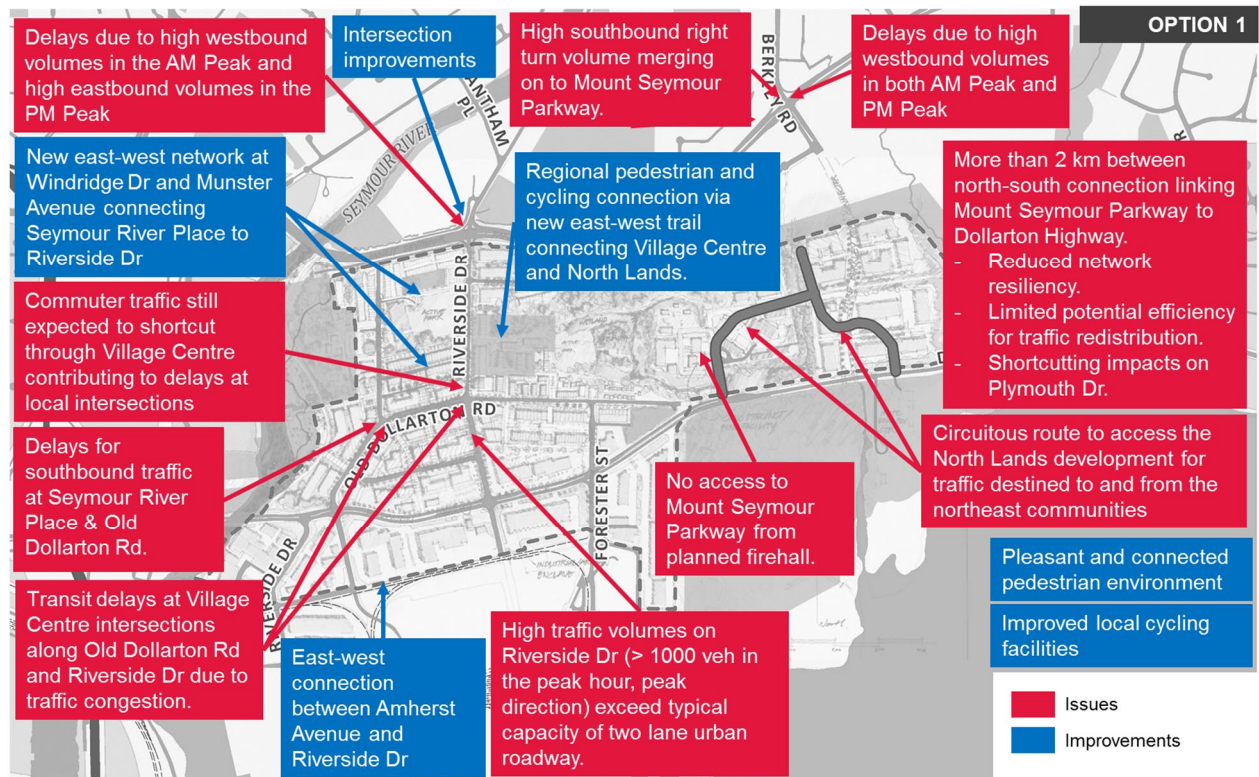 OPTION 1
Delays due to high westbound
volumes in the AM Peak and
high eastbound volumes in the
PM Peak
Intersection
improvements
High southbound right
turn volume merging
on to Mount Seymour
Parkway.
Delays due to high
westbound volumes
in both AM Peak and
PM Peak
ANTHAM
PL
BERKLEY RD
SEYMOUR RIVER
New east-west network at
Windridge Dr and Munster
Avenue connecting
Seymour River Place to
Riverside Dr
Regional pedestrian and
cycling connection via
new east-west trail
connecting Village Centre
and North Lands.
More than 2 km between
north-south connection linking
Mount Seymour Parkway to
Dollarton Highway.
- Reduced network
resiliency.
- Limited potential efficiency
for traffic redistribution.
- Shortcutting impacts on
Plymouth Dr.
Commuter traffic still
expected to shortcut
through Village Centre
contributing to delays at
local intersections
RIVERSIDE DR
ACTIVE
PARK
OLD DOLLARTON RD
D
Delays for
southbound traffic
at Seymour River
Place & Old
Dollarton Rd.
FORESTER ST
No access to
Mount Seymour
Parkway from
planned firehall.
Circuitous route to access the
North Lands development for
traffic destined to and from the
northeast communities
RIVERSIDE DR
Transit delays at Village
Centre intersections
along Old Dollarton Rd
and Riverside Dr due to
traffic congestion.
East-west
connection
between Amherst
Avenue and
Riverside Dr
High traffic volumes on
Riverside Dr (> 1000 veh in
the peak hour, peak
direction) exceed typical
capacity of two lane urban
roadway.
Pleasant and connected
pedestrian environment
Improved local cycling
facilities
Issues
Improvements